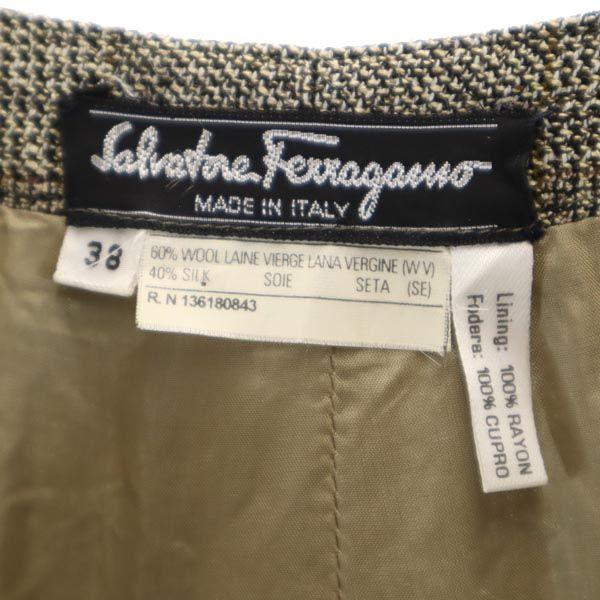 Salvatore Ferragamo
MADE IN ITALY
38
60% WOOL LAINE VIERGE LANA VERGINE (WV)
40% SILK SOIE SETA (SE)
R. N 136180843
Lining: 100% RAYON
Fodera: 100% CUPRO